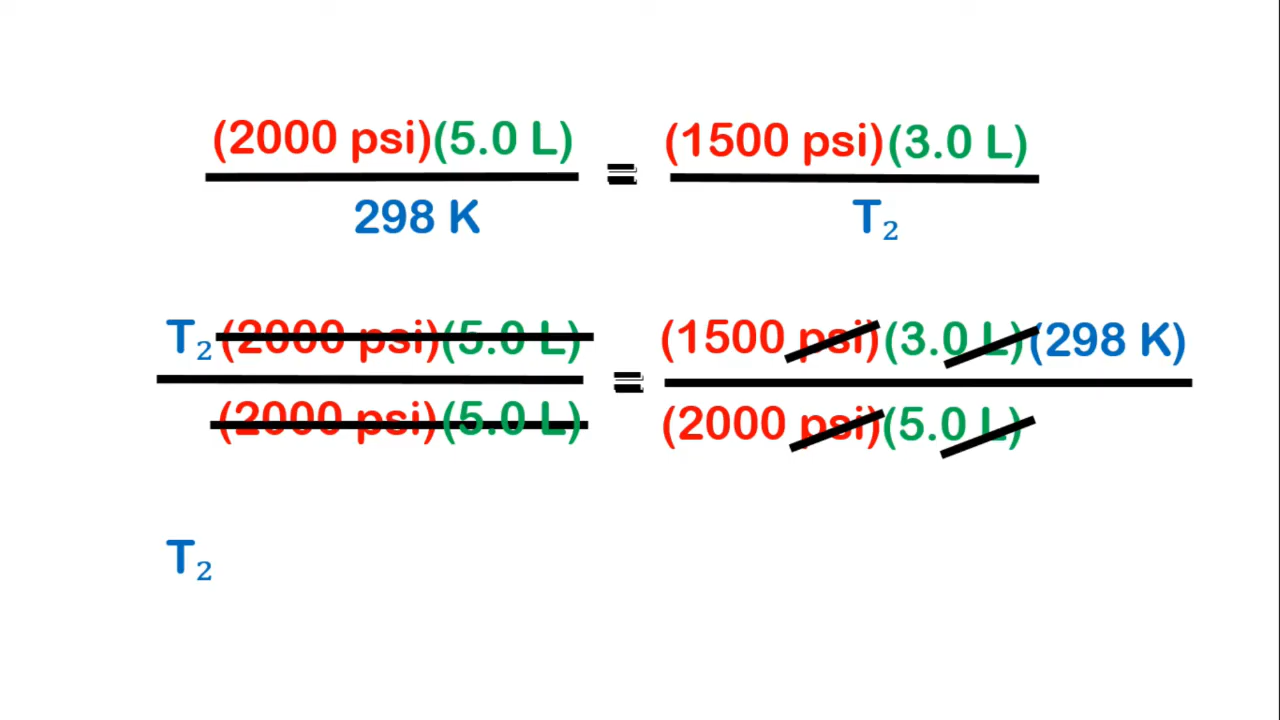 (2000 psi)(5.0 L) = (1500 psi)(3.0 L)
298 K T₂
T₂ (2000 psi)(5.0 L) = (1500 psi)(3.0 L)(298 K)
(2000 psi)(5.0 L) (2000 psi)(5.0 L)
T₂